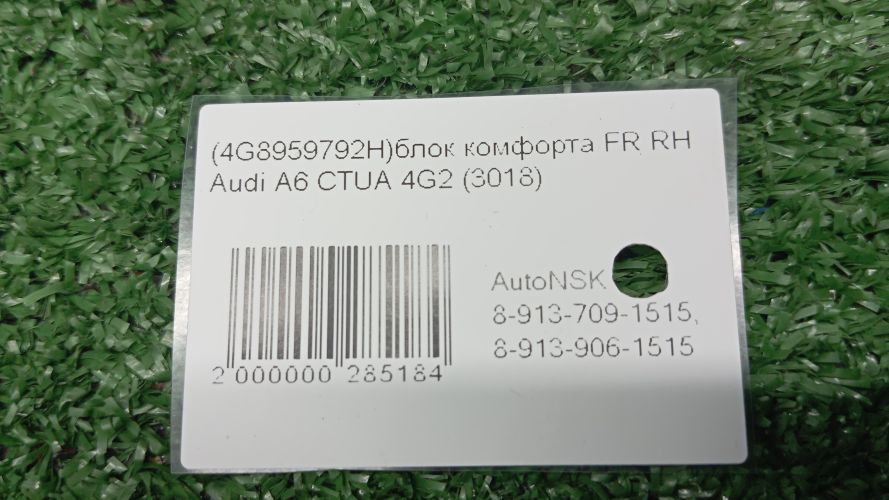 (4G8959792H)блок комфорта FR RH
Audi A6 CTUA 4G2 (3018)
AutoNSK
8-913-709-1515,
8-913-906-1515
2 000000 285184